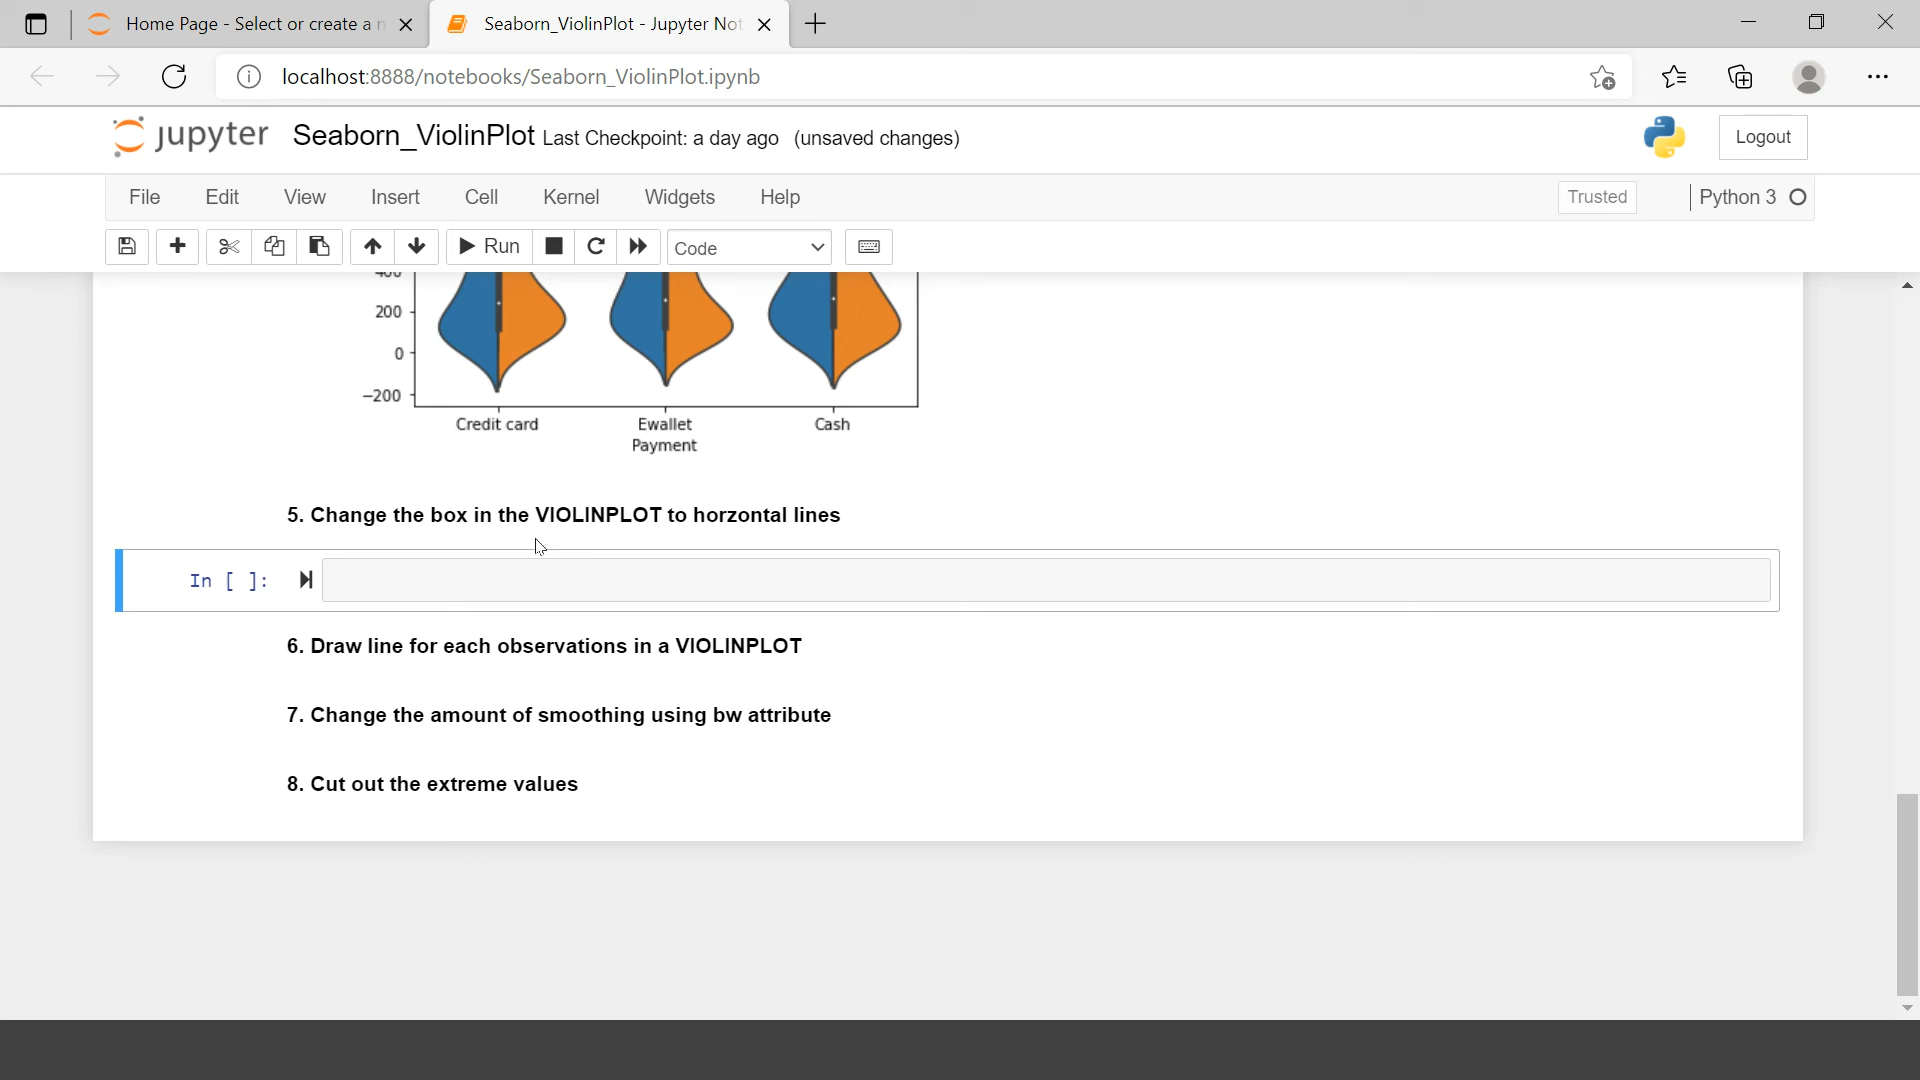 Home Page - Select or create a n
Seaborn_ViolinPlot - Jupyter Not
localhost:8888/notebooks/Seaborn_ViolinPlot.ipynb
jupyter Seaborn_ViolinPlot Last Checkpoint: a day ago (unsaved changes)
Logout
File Edit View Insert Cell Kernel Widgets Help
Trusted
Python 3
Run
Code
400
200
0
−200
Credit card Ewallet Cash
Payment
5. Change the box in the VIOLINPLOT to horzontal lines
In [ ]:
6. Draw line for each observations in a VIOLINPLOT
7. Change the amount of smoothing using bw attribute
8. Cut out the extreme values